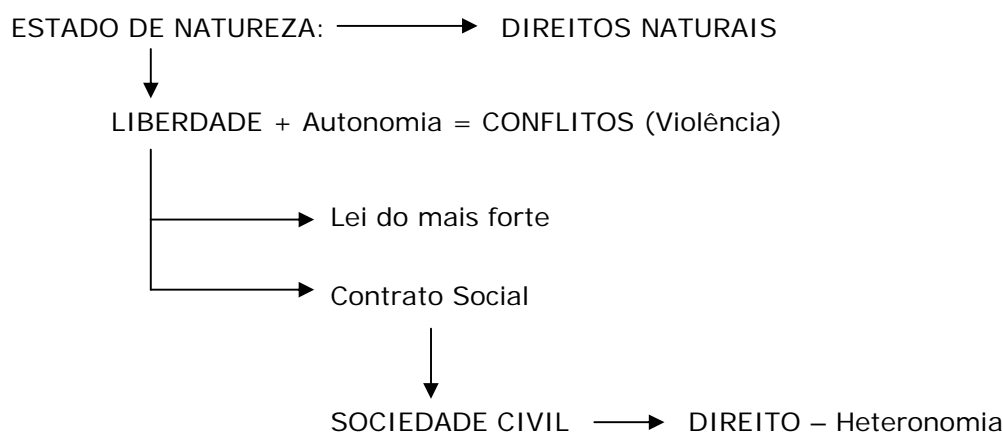 ESTADO DE NATUREZA: DIREITOS NATURAIS
LIBERDADE + Autonomia = CONFLITOS (Violência)
Lei do mais forte
Contrato Social
SOCIEDADE CIVIL DIREITO – Heteronomia